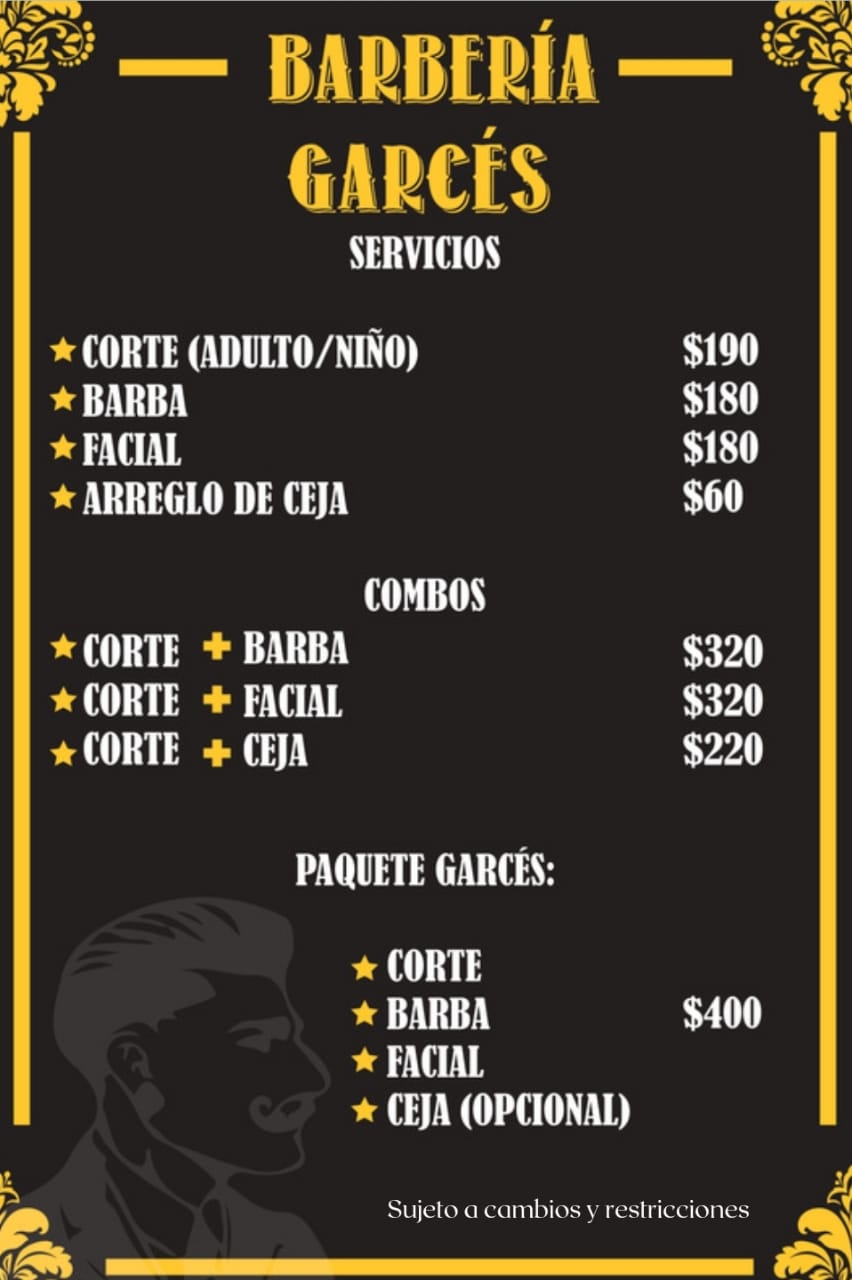 BARBERÍA
GARCÉS
SERVICIOS
CORTE (ADULTO/NIÑO) $190
BARBA $180
FACIAL $180
ARREGLO DE CEJA $60
COMBOS
CORTE + BARBA $320
CORTE + FACIAL $320
CORTE + CEJA $220
PAQUETE GARCÉS:
CORTE
BARBA $400
FACIAL
CEJA (OPCIONAL)
Sujeto a cambios y restricciones